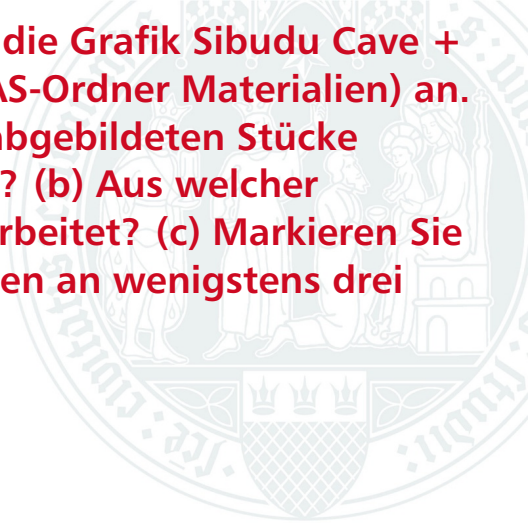 die Grafik Sibudu Cave +
AS-Ordner Materialien) an.
abgebildeten Stücke
? (b) Aus welcher
rbeitet? (c) Markieren Sie
en an wenigstens drei